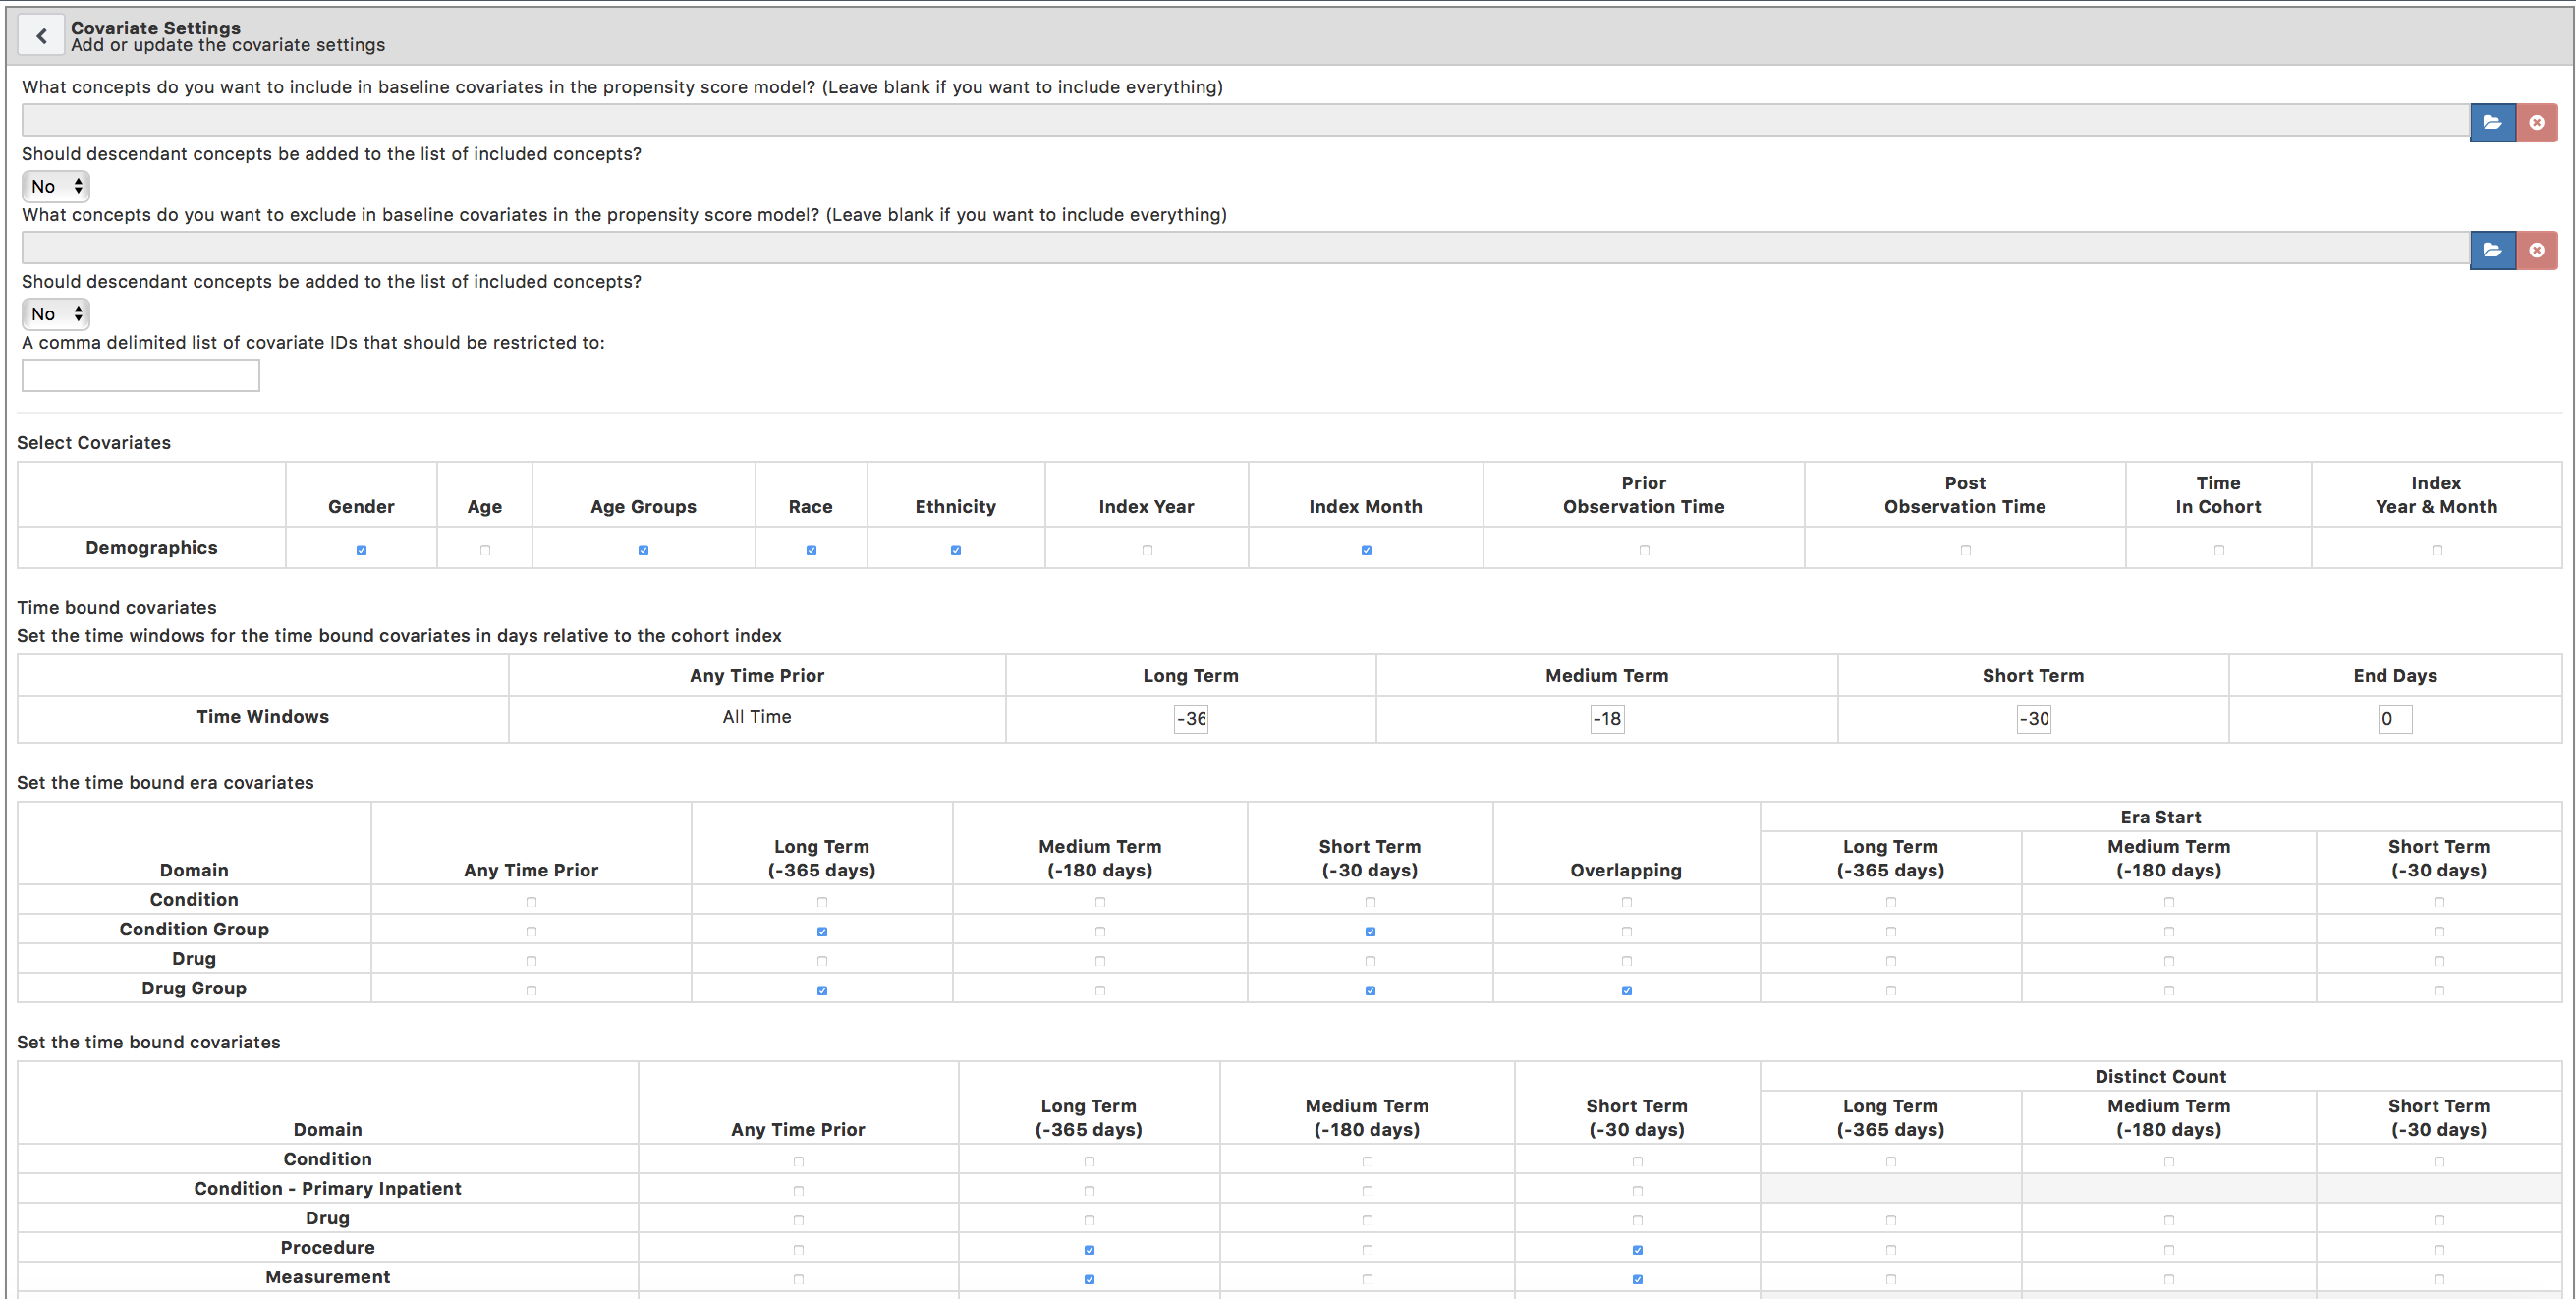 Covariate Settings
Add or update the covariate settings
What concepts do you want to include in baseline covariates in the propensity score model? (Leave blank if you want to include everything)
Should descendant concepts be added to the list of included concepts?
No
What concepts do you want to exclude in baseline covariates in the propensity score model? (Leave blank if you want to include everything)
Should descendant concepts be added to the list of included concepts?
No
A comma delimited list of covariate IDs that should be restricted to:
Select Covariates
Prior Post Time Index
Gender Age Age Groups Race Ethnicity Index Year Index Month Observation Time Observation Time In Cohort Year & Month
Demographics
Time bound covariates
Set the time windows for the time bound covariates in days relative to the cohort index
Any Time Prior Long Term Medium Term Short Term End Days
Time Windows All Time -36 -18 -30 0
Set the time bound era covariates
Era Start
Long Term Medium Term Short Term Long Term Medium Term Short Term
Domain Any Time Prior (-365 days) (-180 days) (-30 days) Overlapping (-365 days) (-180 days) (-30 days)
Condition
Condition Group
Drug
Drug Group
Set the time bound covariates
Distinct Count
Long Term Medium Term Short Term Long Term Medium Term Short Term
Domain Any Time Prior (-365 days) (-180 days) (-30 days) (-365 days) (-180 days) (-30 days)
Condition
Condition - Primary Inpatient
Drug
Procedure
Measurement